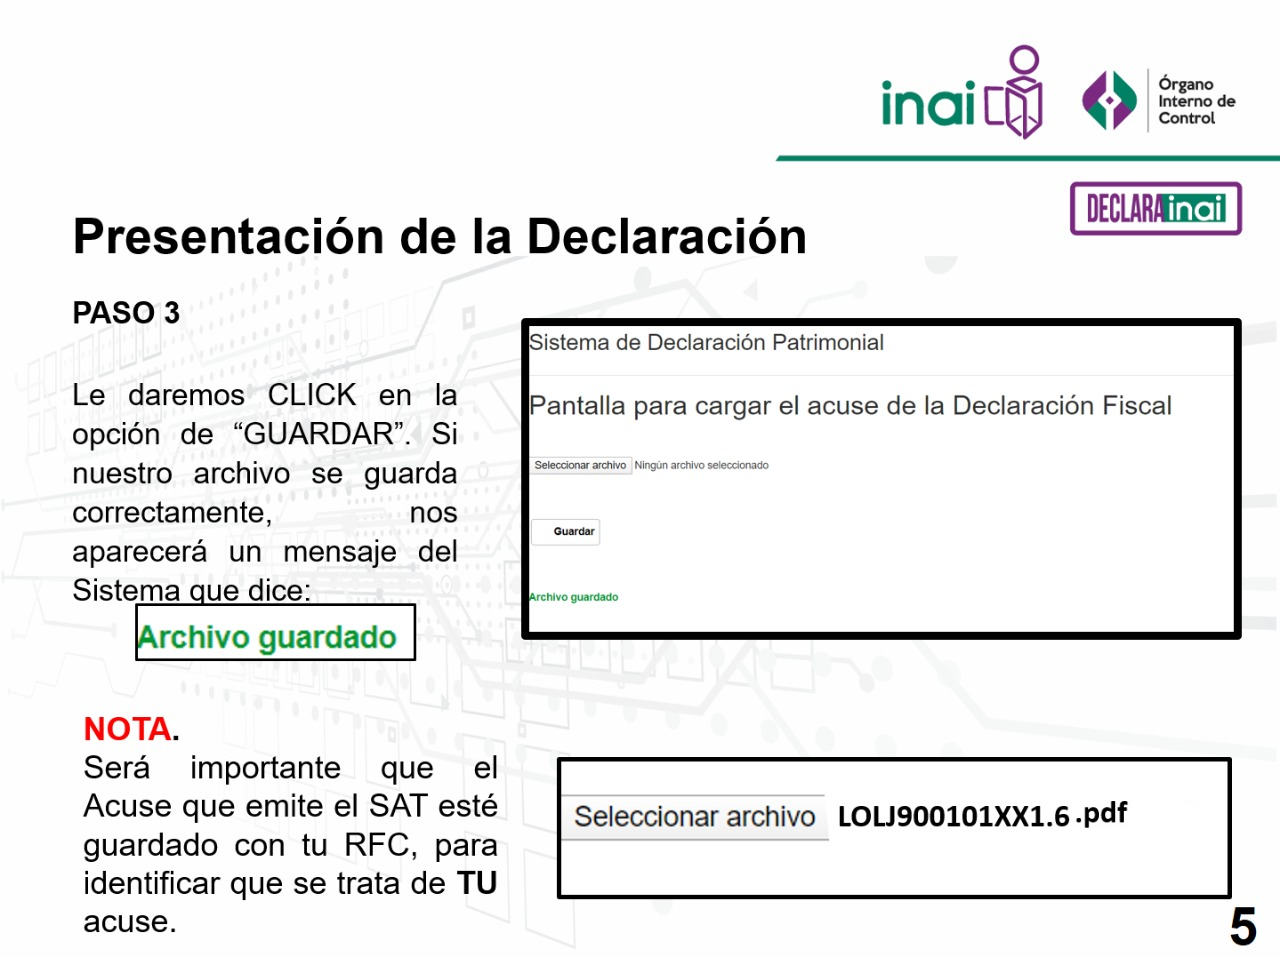 inai
Órgano
Interno de
Control
DECLARAinai
Presentación de la Declaración
PASO 3
Le daremos CLICK en la
opción de “GUARDAR”. Si
nuestro archivo se guarda
correctamente, nos
aparecerá un mensaje del
Sistema que dice:
Archivo guardado
Sistema de Declaración Patrimonial
Pantalla para cargar el acuse de la Declaración Fiscal
Seleccionar archivo Ningún archivo seleccionado
Guardar
Archivo guardado
NOTA.
Será importante que el
Acuse que emite el SAT esté
guardado con tu RFC, para
identificar que se trata de TU
acuse.
Seleccionar archivo LOLJ900101XX1.6 .pdf
5